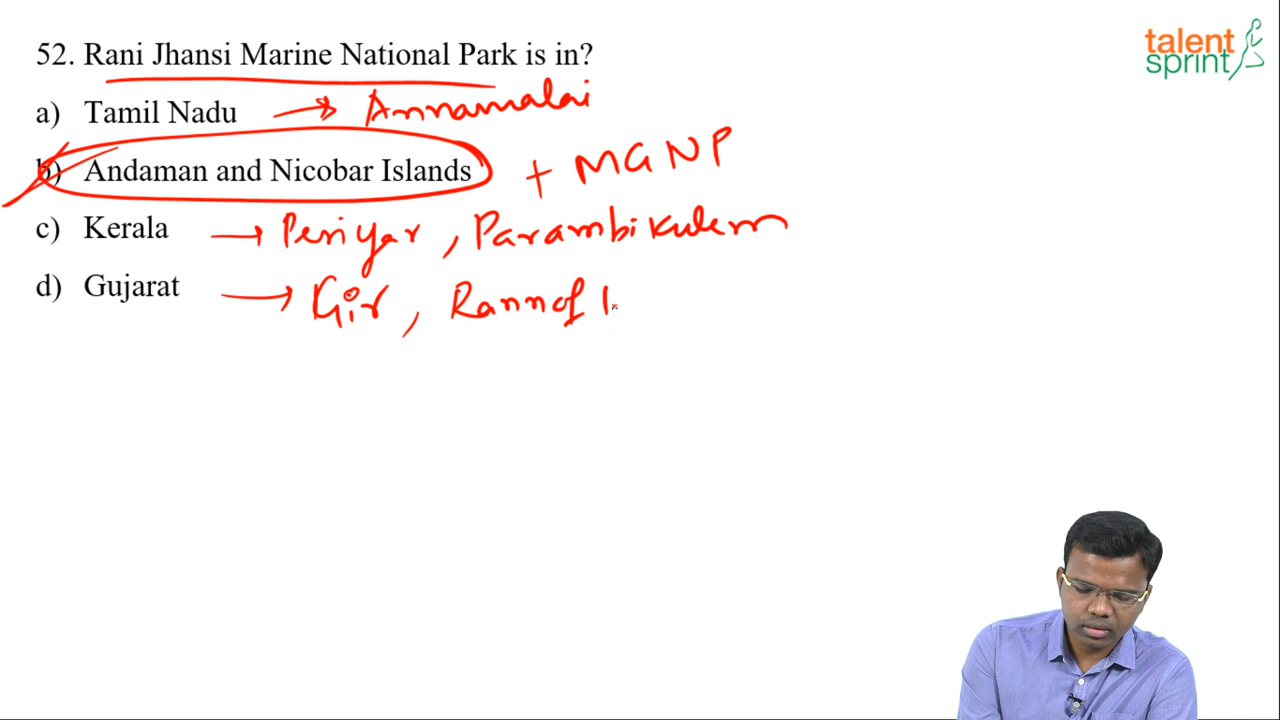 talent
sprint
52. Rani Jhansi Marine National Park is in?
a) Tamil Nadu → Annamalai
b) Andaman and Nicobar Islands + MGNP
c) Kerala → Periyar, Parambikulem
d) Gujarat → Gir, Rann of